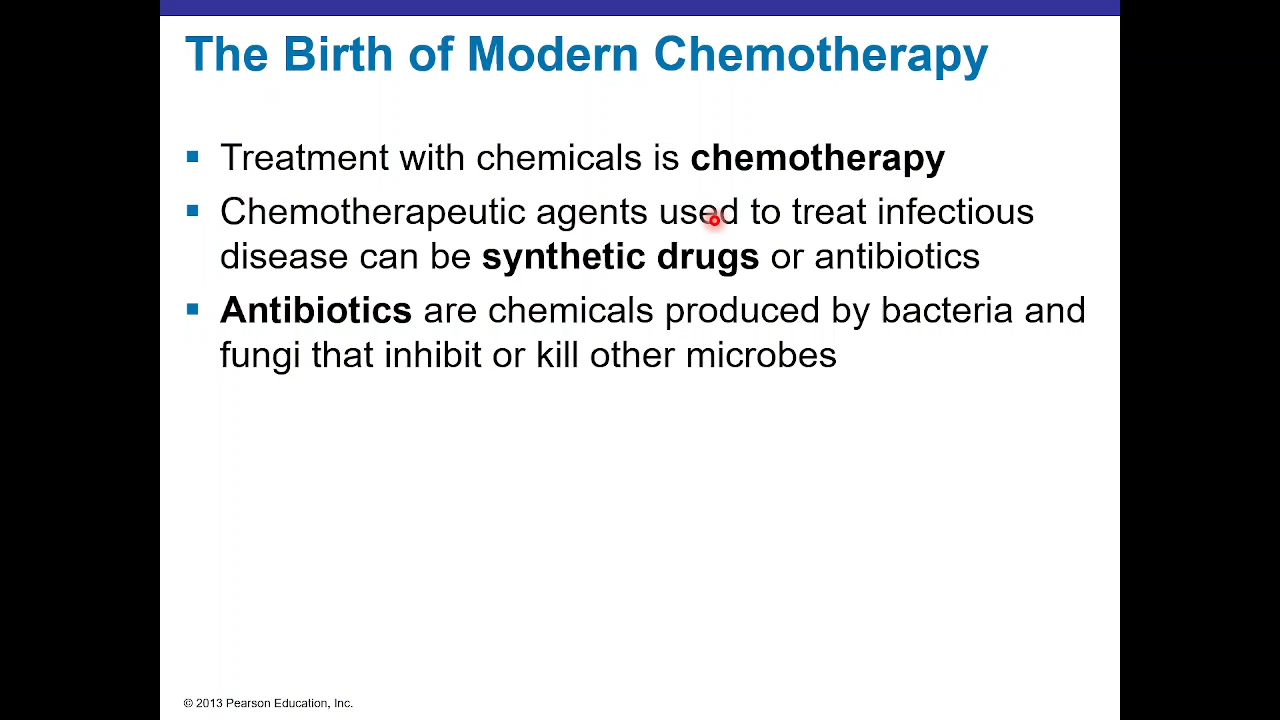 The Birth of Modern Chemotherapy
Treatment with chemicals is chemotherapy
Chemotherapeutic agents used to treat infectious
disease can be synthetic drugs or antibiotics
Antibiotics are chemicals produced by bacteria and
fungi that inhibit or kill other microbes
© 2013 Pearson Education, Inc.